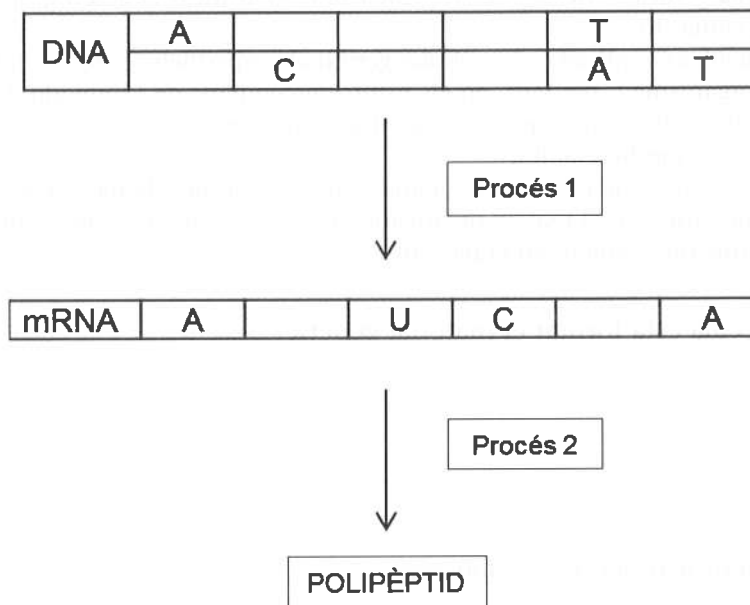 DNA A T
C A T
Procés 1
mRNA A U C A
Procés 2
POLIPÈPTID